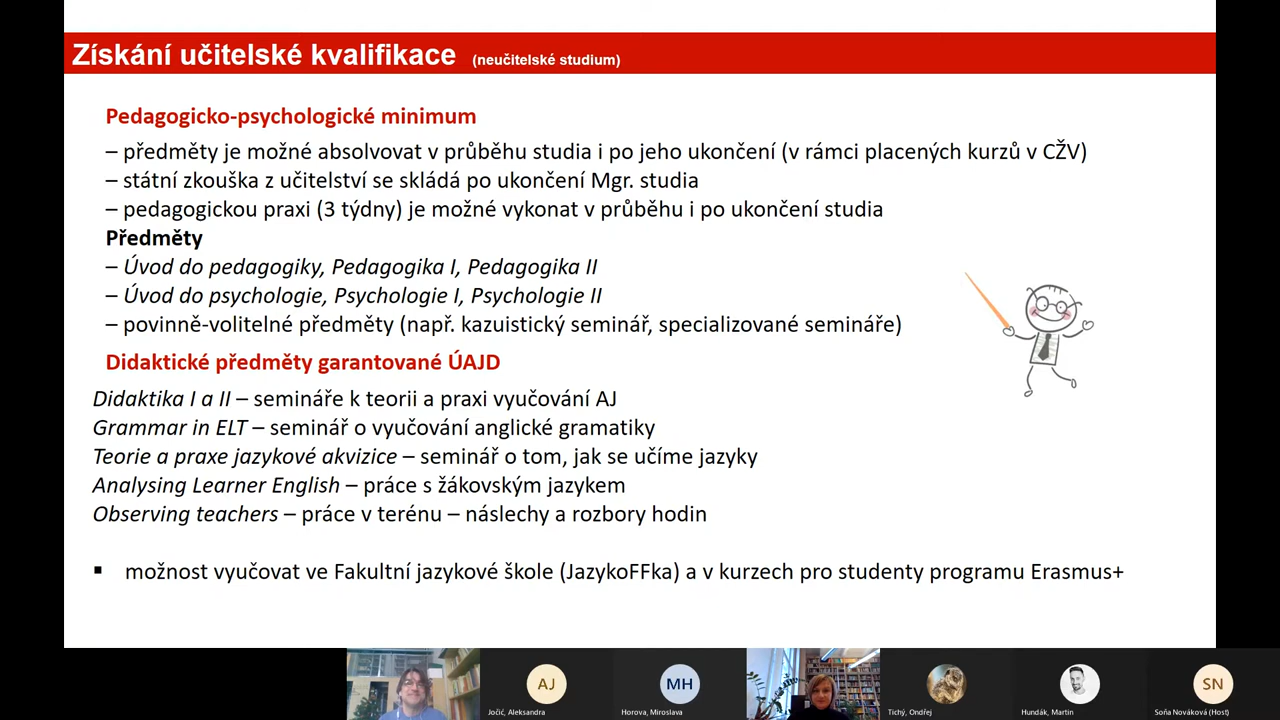 Získání učitelské kvalifikace (neučitelské studium)
Pedagogicko-psychologické minimum
– předměty je možné absolvovat v průběhu studia i po jeho ukončení (v rámci placených kurzů v CŽV)
– státní zkouška z učitelství se skládá po ukončení Mgr. studia
– pedagogickou praxi (3 týdny) je možné vykonat v průběhu i po ukončení studia
Předměty
– Úvod do pedagogiky, Pedagogika I, Pedagogika II
– Úvod do psychologie, Psychologie I, Psychologie II
– povinně-volitelné předměty (např. kazuistický seminář, specializované semináře)
Didaktické předměty garantované ÚAJD
Didaktika I a II – semináře k teorii a praxi vyučování AJ
Grammar in ELT – seminář o vyučování anglické gramatiky
Teorie a praxe jazykové akvizice – seminář o tom, jak se učíme jazyky
Analysing Learner English – práce s žákovským jazykem
Observing teachers – práce v terénu – náslechy a rozbory hodin
▪ možnost vyučovat ve Fakultní jazykové škole (JazykoFFka) a v kurzech pro studenty programu Erasmus+
AJ
MH
SN
Jočić, Aleksandra
Horova, Miroslava
Tichý, Ondřej
Hundák, Martin
Soňa Nováková (Host)